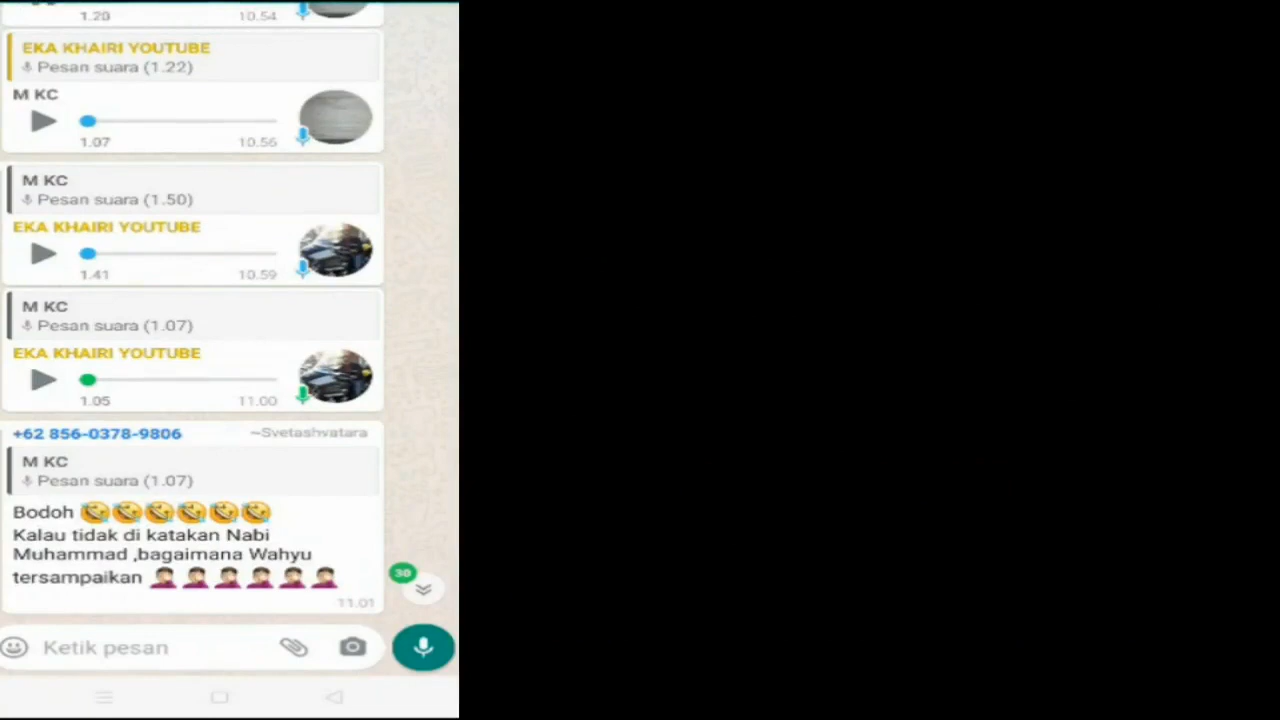 1.20 10.54
EKA KHAIRI YOUTUBE
Pesan suara (1.22)
M KC
1.07 10.56
M KC
Pesan suara (1.50)
EKA KHAIRI YOUTUBE
1.41 10.59
M KC
Pesan suara (1.07)
EKA KHAIRI YOUTUBE
1.05 11.00
+62 856-0378-9806 ~Svetashvatara
M KC
Pesan suara (1.07)
Bodoh 🤣🤣🤣🤣🤣🤣
Kalau tidak di katakan Nabi
Muhammad ,bagaimana Wahyu
tersampaikan 🤦🏻‍♂️🤦🏻‍♂️🤦🏻‍♂️🤦🏻‍♂️🤦🏻‍♂️🤦🏻‍♂️
30
11.01
Ketik pesan